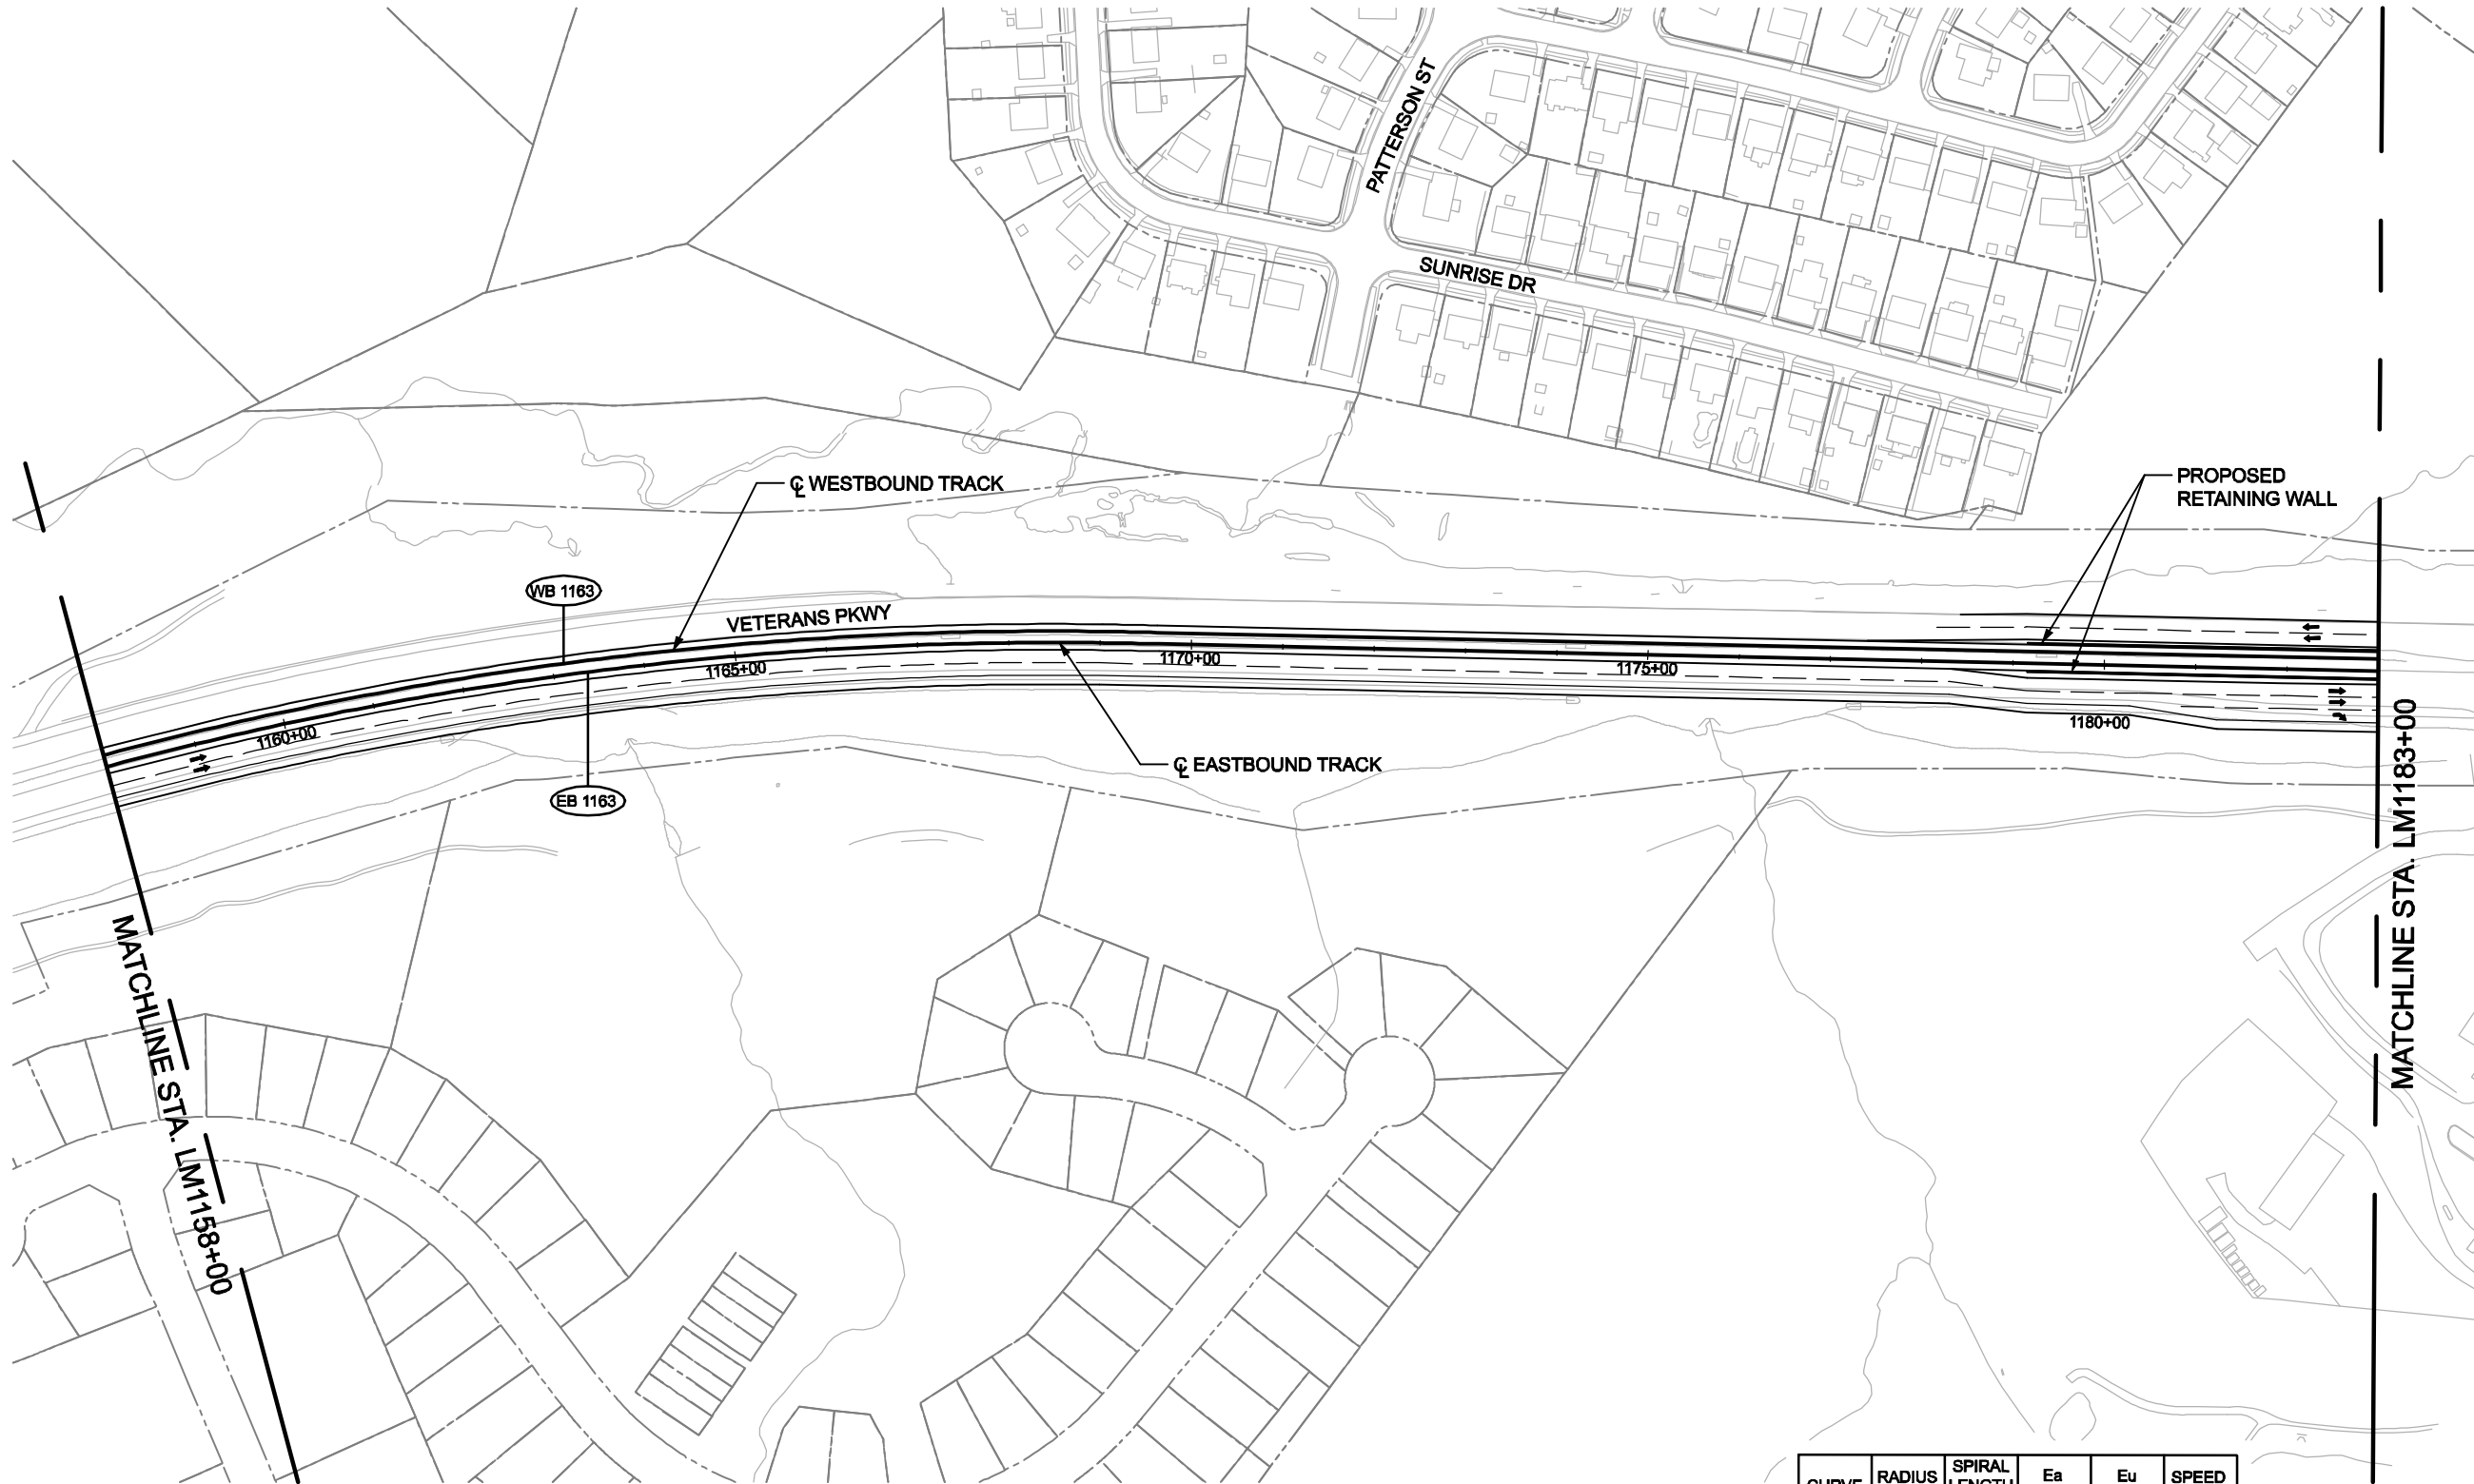 PATTERSON ST
SUNRISE DR
℄ WESTBOUND TRACK
PROPOSED
RETAINING WALL
WB 1163
VETERANS PKWY
1160+00
1165+00
1170+00
1175+00
1180+00
℄ EASTBOUND TRACK
EB 1163
MATCHLINE STA. LM1158+00
MATCHLINE STA. LM1183+00
CURVE
RADIUS
SPIRAL
LENGTH
Ea
Eu
SPEED